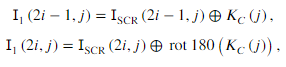 I₁ (2i − 1, j) = I_SCR (2i − 1, j) ⊕ K_C (j) ,
I₁ (2i, j) = I_SCR (2i, j) ⊕ rot 180 (K_C (j)) ,